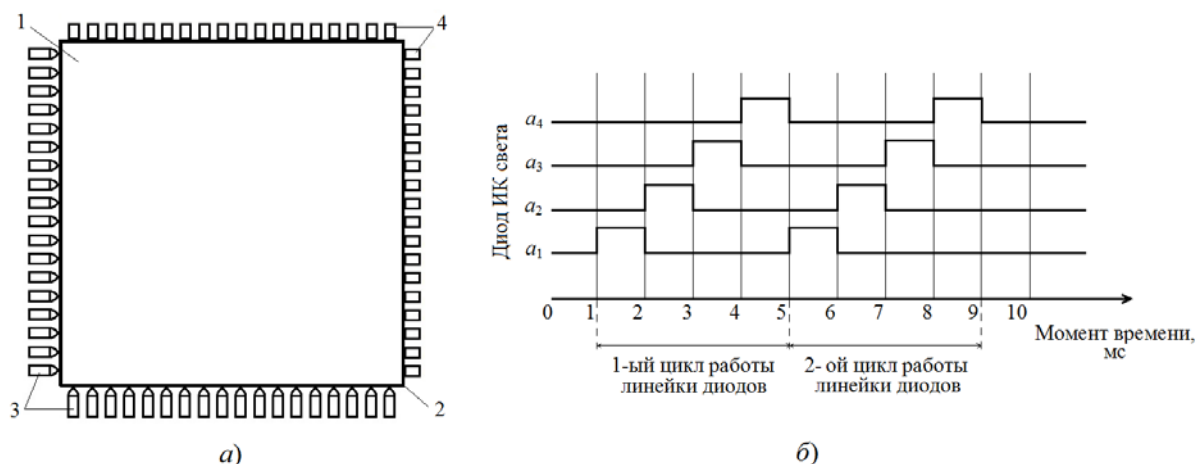 1
4
3
2
а)
Диод ИК света
a4
a3
a2
a1
0 1 2 3 4 5 6 7 8 9 10
Момент времени,
мс
1-ый цикл работы
линейки диодов
2- ой цикл работы
линейки диодов
б)